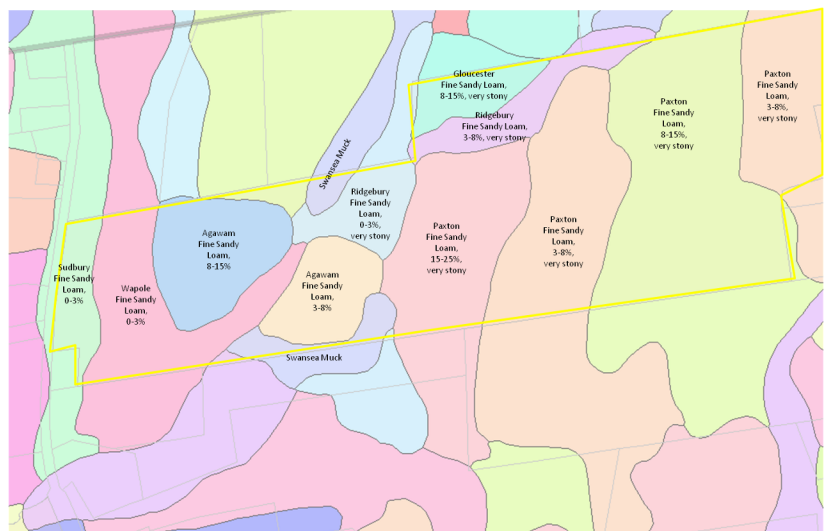 Gloucester
Fine Sandy Loam,
8-15%, very stony
Ridgebury
Fine Sandy Loam,
3-8%, very stony
Paxton
Fine Sandy
Loam,
8-15%,
very stony
Paxton
Fine Sandy
Loam,
3-8%,
very stony
Swansea Muck
Ridgebury
Fine Sandy
Loam,
0-3%,
very stony
Agawam
Fine Sandy
Loam,
8-15%
Paxton
Fine Sandy
Loam,
15-25%,
very stony
Paxton
Fine Sandy
Loam,
3-8%,
very stony
Sudbury
Fine Sandy
Loam,
0-3%
Wapole
Fine Sandy
Loam,
0-3%
Agawam
Fine Sandy
Loam,
3-8%
Swansea Muck